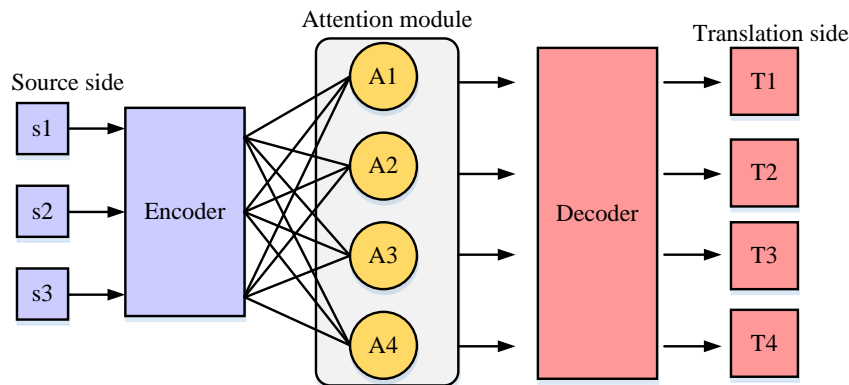 Attention module
Translation side
Source side
s1
s2
s3
Encoder
A1
A2
A3
A4
Decoder
T1
T2
T3
T4